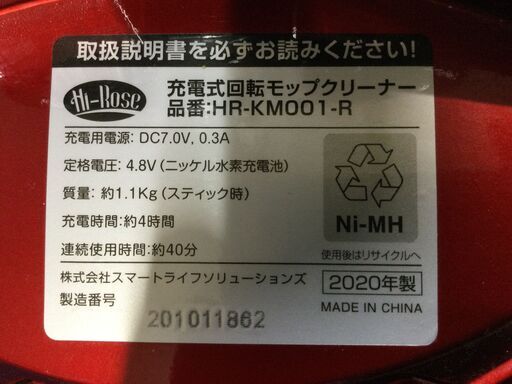 取扱説明書を必ずお読みください!
Hi-Rose
充電式回転モップクリーナー
品番:HR-KM001-R
充電用電源: DC7.0V, 0.3A
定格電圧: 4.8V (ニッケル水素充電池)
質量: 約1.1Kg (スティック時)
充電時間:約4時間
連続使用時間:約40分
Ni-MH
使用後はリサイクルへ
株式会社スマートライフソリューションズ
製造番号
201011862
2020年製
MADE IN CHINA